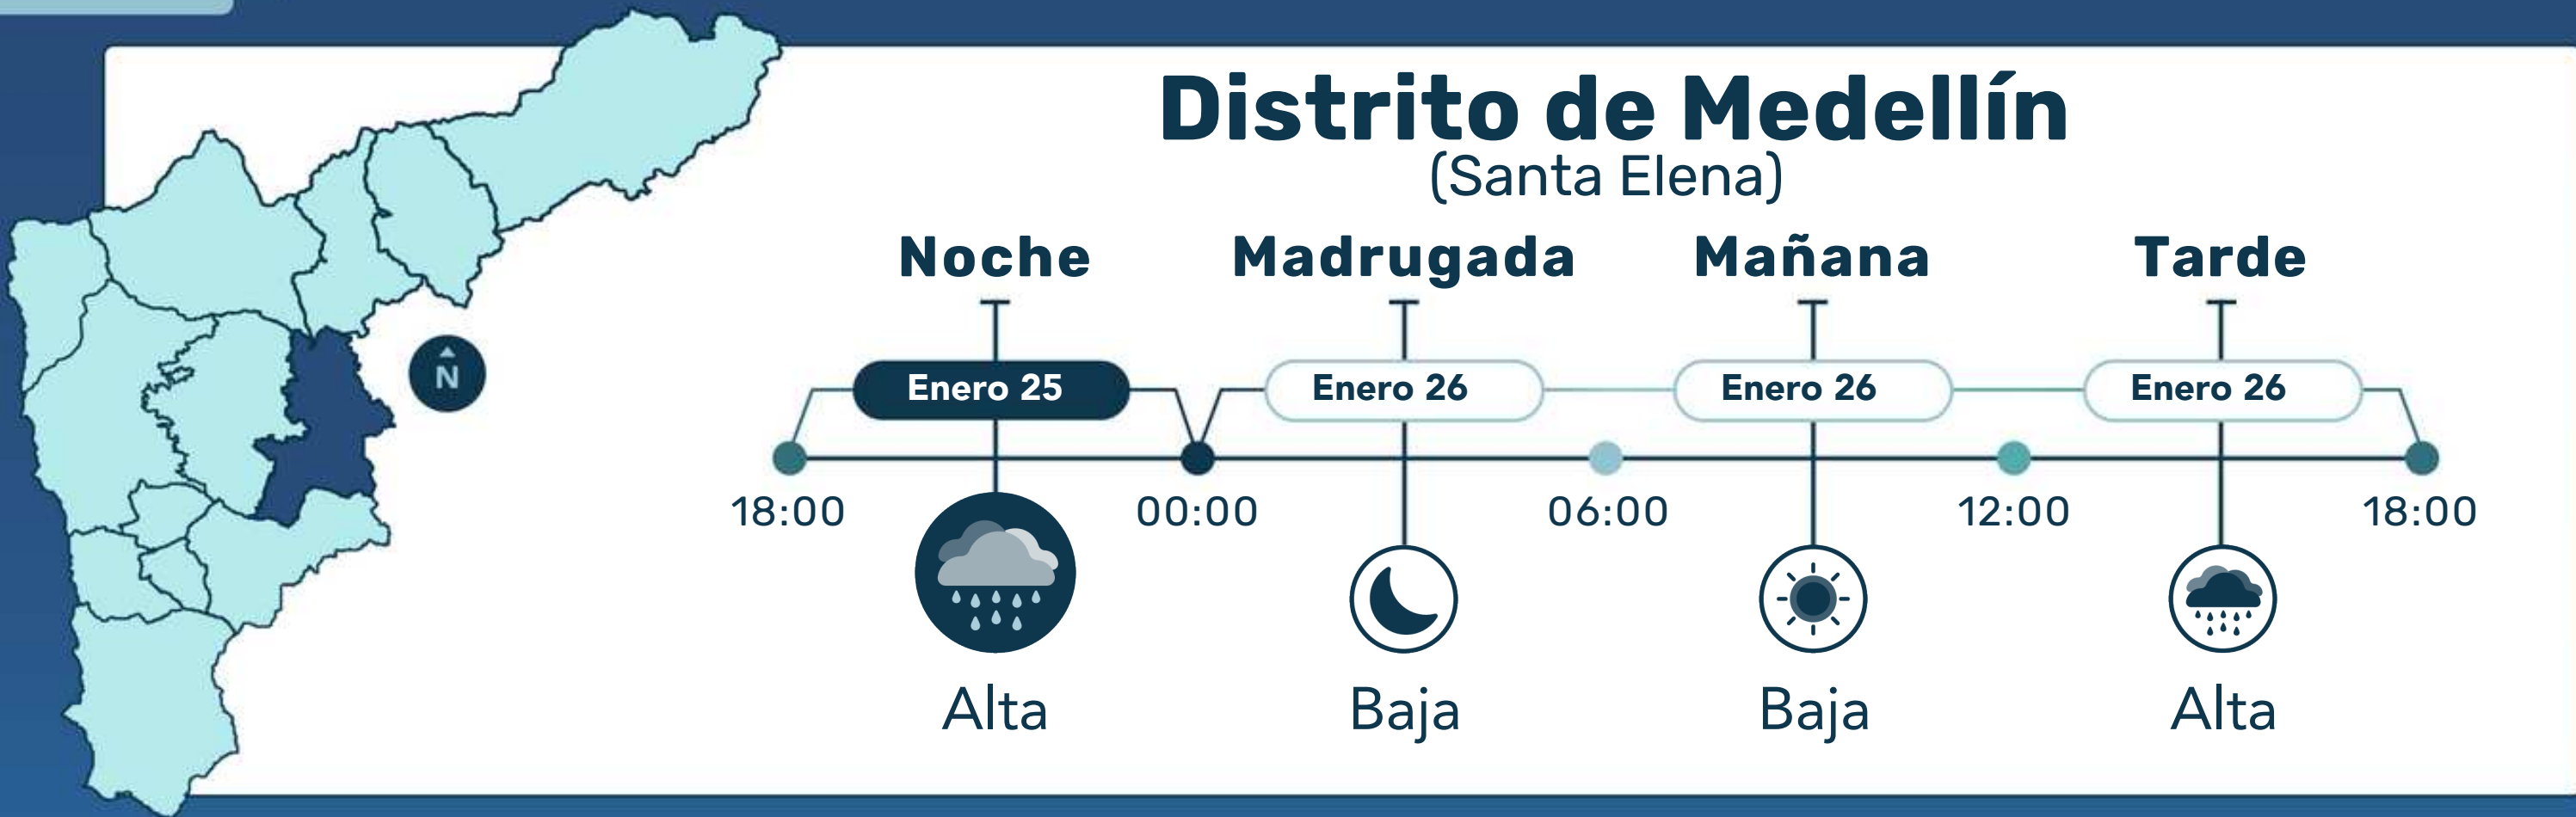 Distrito de Medellín
(Santa Elena)
Noche Madrugada Mañana Tarde
Enero 25 Enero 26 Enero 26 Enero 26
N
18:00 00:00 06:00 12:00 18:00
Alta Baja Baja Alta